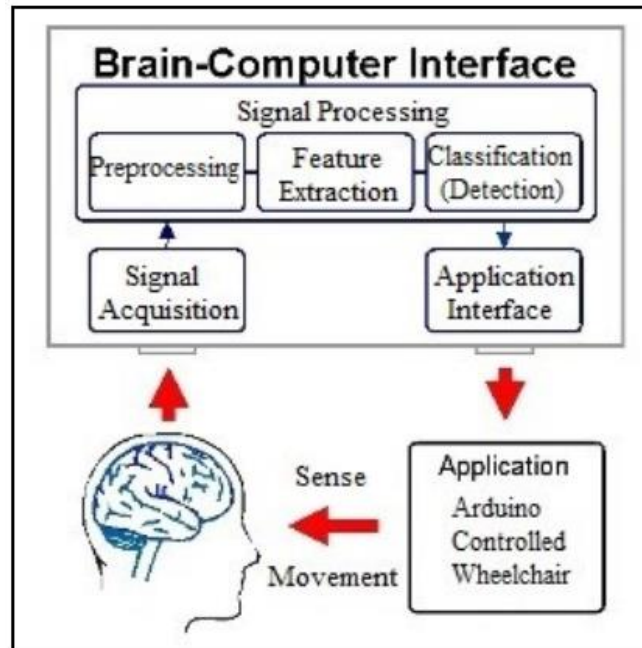 Brain-Computer Interface
Signal Processing
Preprocessing
Feature
Extraction
Classification
(Detection)
Signal
Acquisition
Application
Interface
Sense
Movement
Application
Arduino
Controlled
Wheelchair